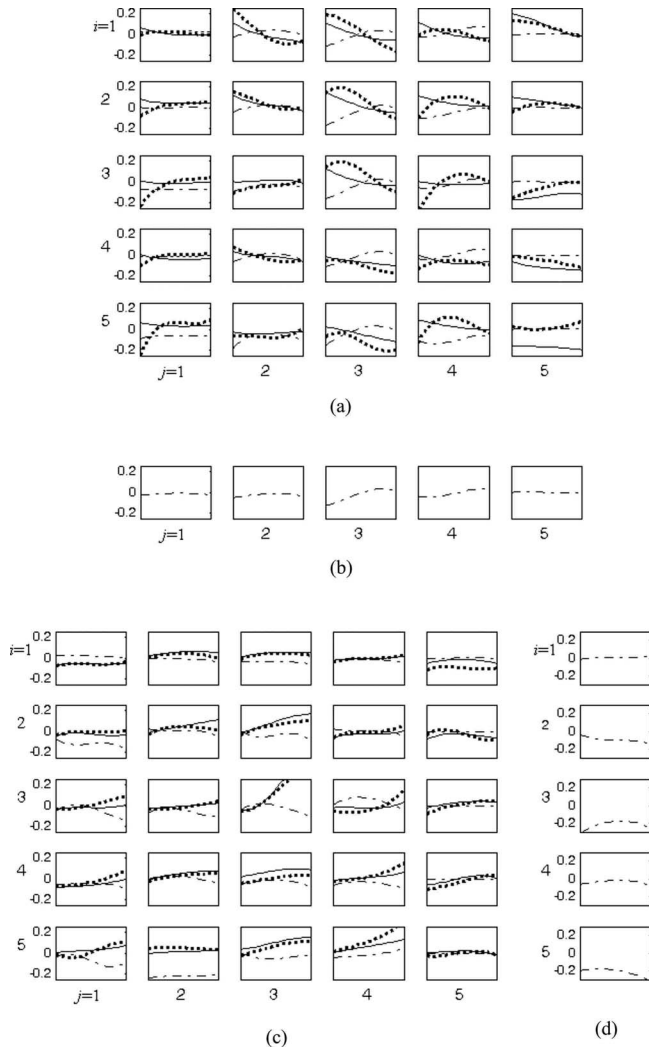 i=1 0.2 0 -0.2
2 0.2 0 -0.2
3 0.2 0 -0.2
4 0.2 0 -0.2
5 0.2 0 -0.2
j=1 2 3 4 5
(a)
0.2 0 -0.2
j=1 2 3 4 5
(b)
i=1 0.2 0 -0.2 i=1 0.2 0 -0.2
2 0.2 0 -0.2 2 0.2 0 -0.2
3 0.2 0 -0.2 3 0.2 0 -0.2
4 0.2 0 -0.2 4 0.2 0 -0.2
5 0.2 0 -0.2 5 0.2 0 -0.2
j=1 2 3 4 5
(c) (d)